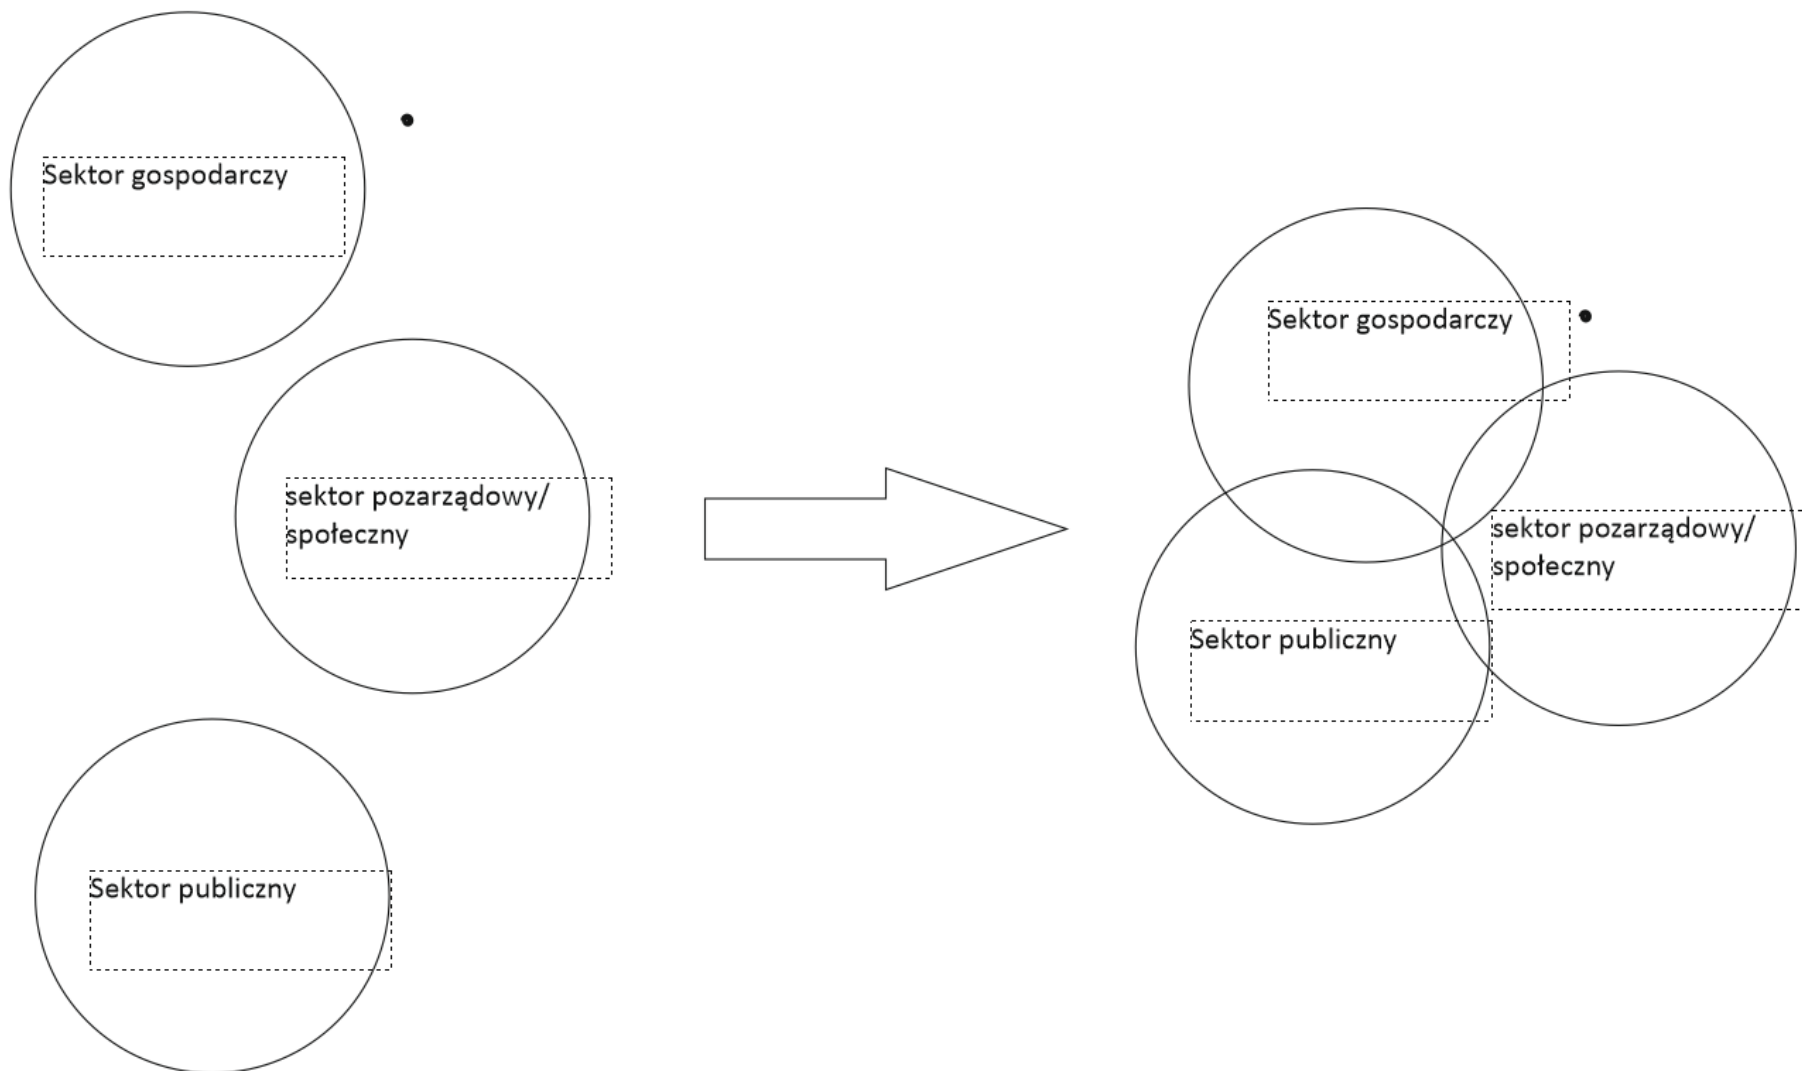 Sektor gospodarczy
sektor pozarządowy/
społeczny
Sektor publiczny
Sektor gospodarczy
sektor pozarządowy/
społeczny
Sektor publiczny